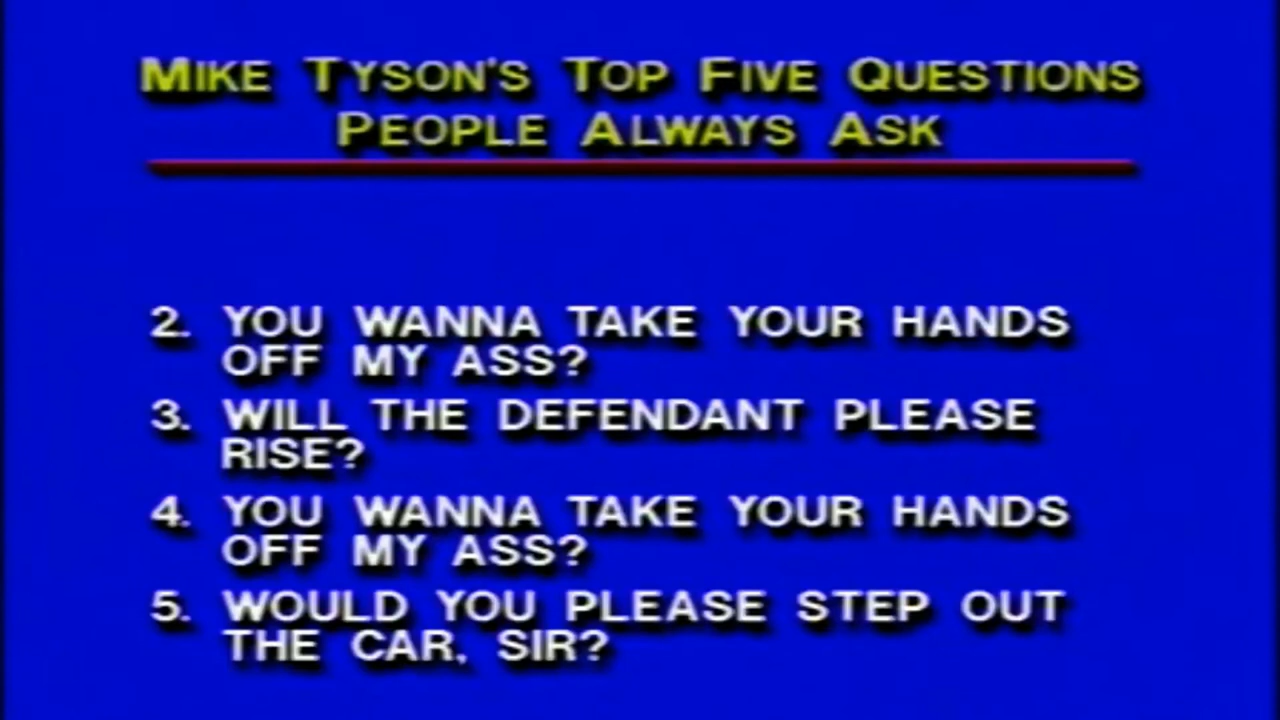 MIKE TYSON'S TOP FIVE QUESTIONS
PEOPLE ALWAYS ASK
2. YOU WANNA TAKE YOUR HANDS
OFF MY ASS?
3. WILL THE DEFENDANT PLEASE
RISE?
4. YOU WANNA TAKE YOUR HANDS
OFF MY ASS?
5. WOULD YOU PLEASE STEP OUT
THE CAR, SIR?